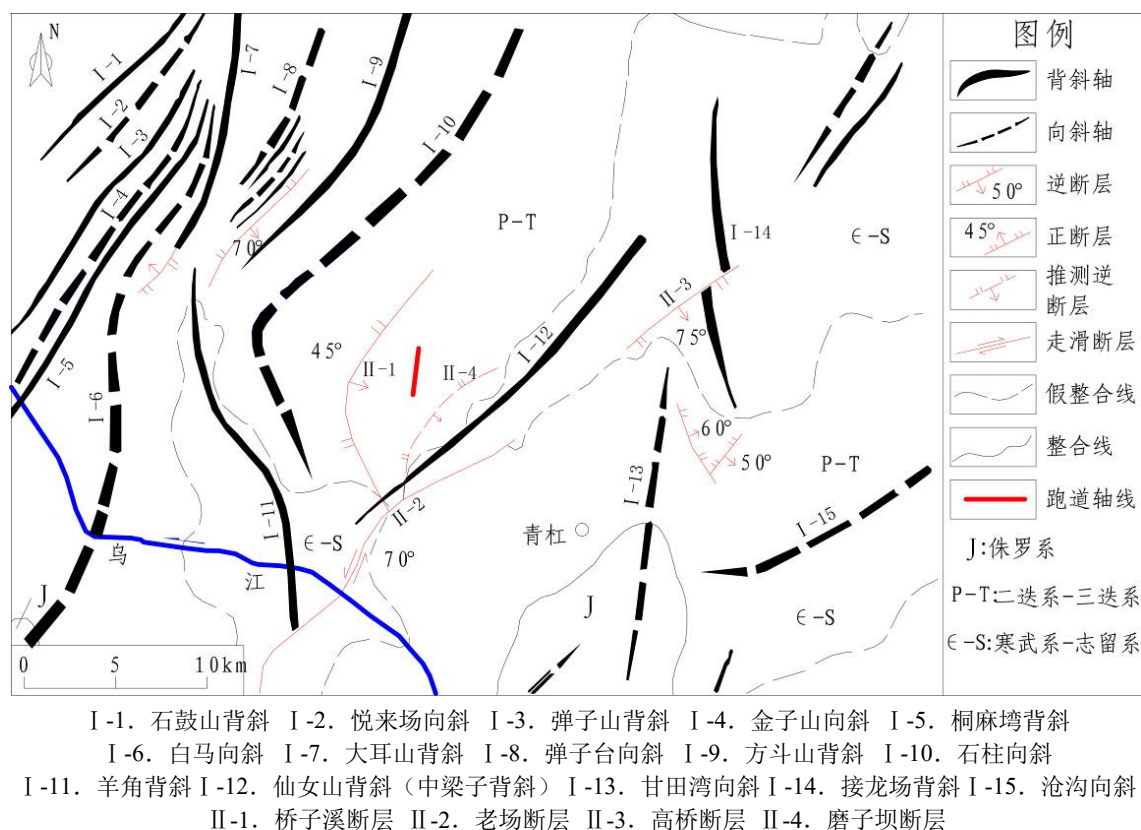 N
I-1
I-2
I-3
I-4
I-5
I-6
I-7
I-8
I-9
I-10
P-T
∈-S
I-14
II-3
75°
70°
45°
II-1
II-4
I-12
60°
50°
P-T
I-13
I-15
II-2
青杠
I-11
∈-S
70°
乌
江
J
J
∈-S
0 5 10km
图例
背斜轴
向斜轴
50°
逆断层
45°
正断层
推测逆
断层
走滑断层
假整合线
整合线
跑道轴线
J:侏罗系
P-T:二迭系-三迭系
∈-S:寒武系-志留系
Ⅰ-1. 石鼓山背斜 Ⅰ-2. 悦来场向斜 Ⅰ-3. 弹子山背斜 Ⅰ-4. 金子山向斜 Ⅰ-5. 桐麻塆背斜
Ⅰ-6. 白马向斜 Ⅰ-7. 大耳山背斜 Ⅰ-8. 弹子台向斜 Ⅰ-9. 方斗山背斜 Ⅰ-10. 石柱向斜
Ⅰ-11. 羊角背斜 Ⅰ-12. 仙女山背斜（中梁子背斜）Ⅰ-13. 甘田湾向斜 Ⅰ-14. 接龙场背斜 Ⅰ-15. 沧沟向斜
Ⅱ-1. 桥子溪断层 Ⅱ-2. 老场断层 Ⅱ-3. 高桥断层 Ⅱ-4. 磨子坝断层